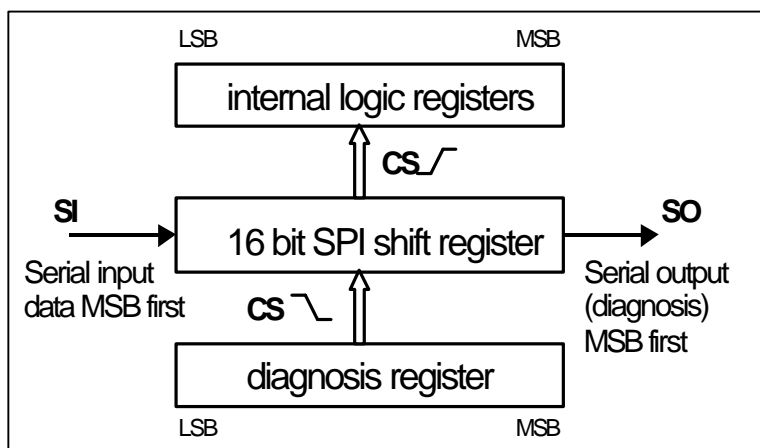 LSB MSB
internal logic registers
CS
SI
SO
16 bit SPI shift register
Serial input
data MSB first
Serial output
(diagnosis)
MSB first
CS
diagnosis register
LSB MSB